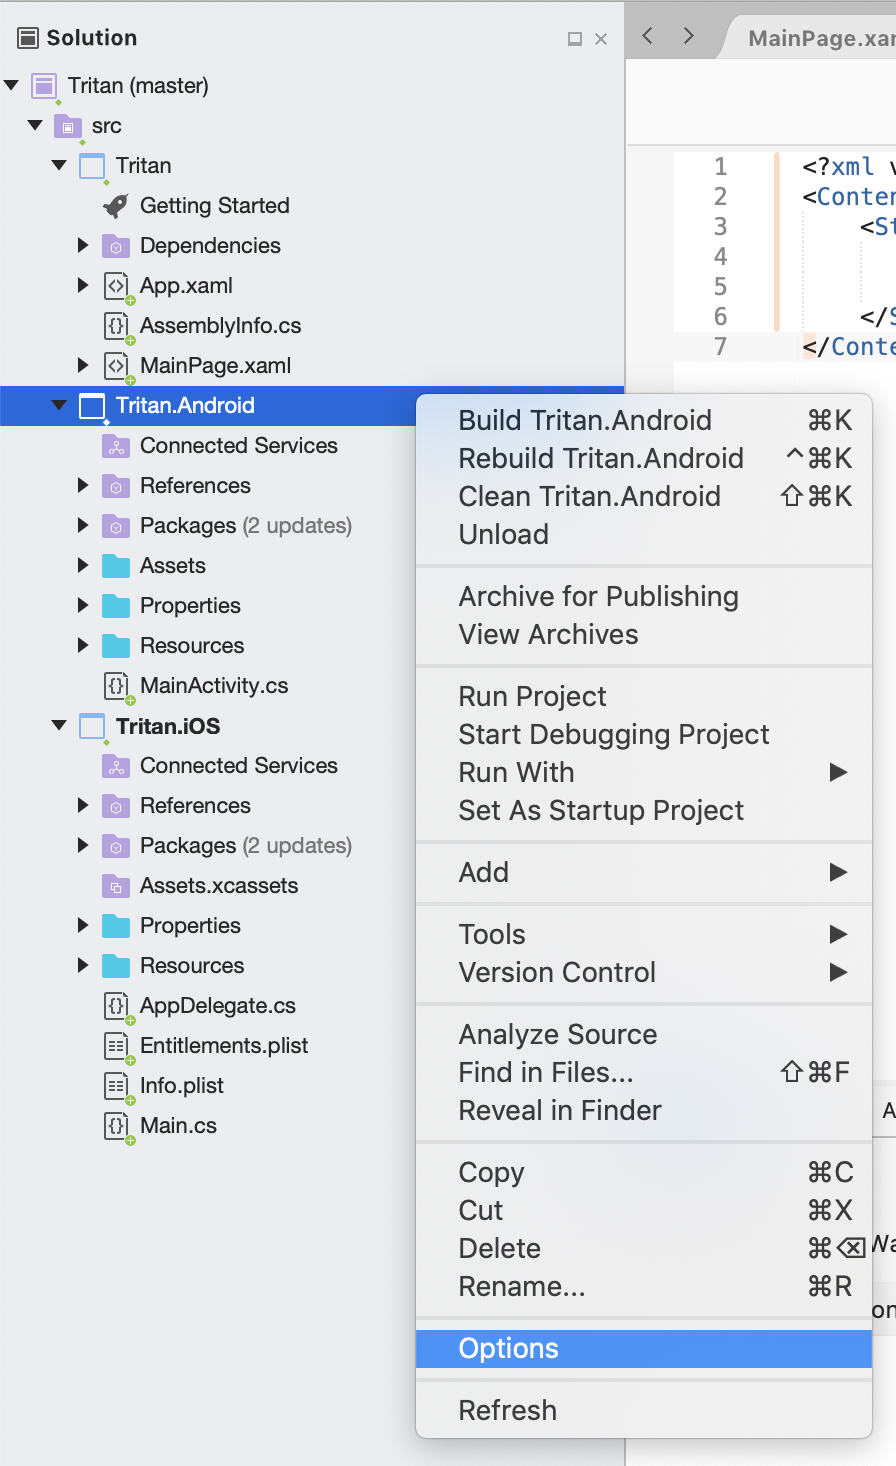 Solution
Tritan (master)
src
Tritan
Getting Started
Dependencies
App.xaml
AssemblyInfo.cs
MainPage.xaml
Tritan.Android
Connected Services
References
Packages (2 updates)
Assets
Properties
Resources
MainActivity.cs
Tritan.iOS
Connected Services
References
Packages (2 updates)
Assets.xcassets
Properties
Resources
AppDelegate.cs
Entitlements.plist
Info.plist
Main.cs
MainPage.xa
1 <?xml
2 <Conten
3 <St
4
5
6 </S
7 </Conte
Build Tritan.Android ⌘K
Rebuild Tritan.Android ^⌘K
Clean Tritan.Android ⇧⌘K
Unload
Archive for Publishing
View Archives
Run Project
Start Debugging Project
Run With
Set As Startup Project
Add
Tools
Version Control
Analyze Source
Find in Files... ⇧⌘F
Reveal in Finder
Copy ⌘C
Cut ⌘X
Delete ⌘⌫
Rename... ⌘R
Options
Refresh